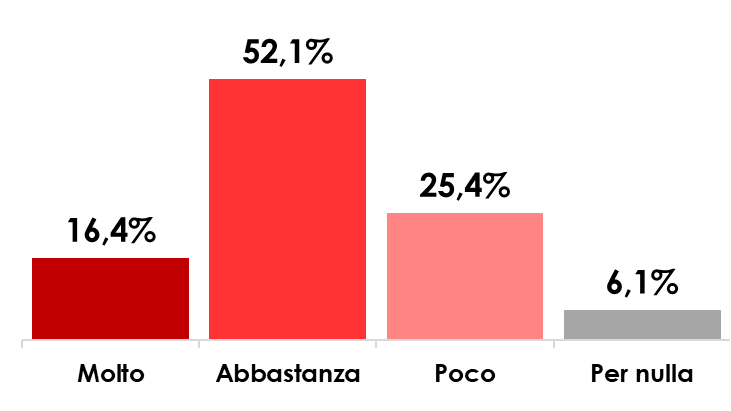 52,1%
25,4%
16,4%
6,1%
Molto Abbastanza Poco Per nulla